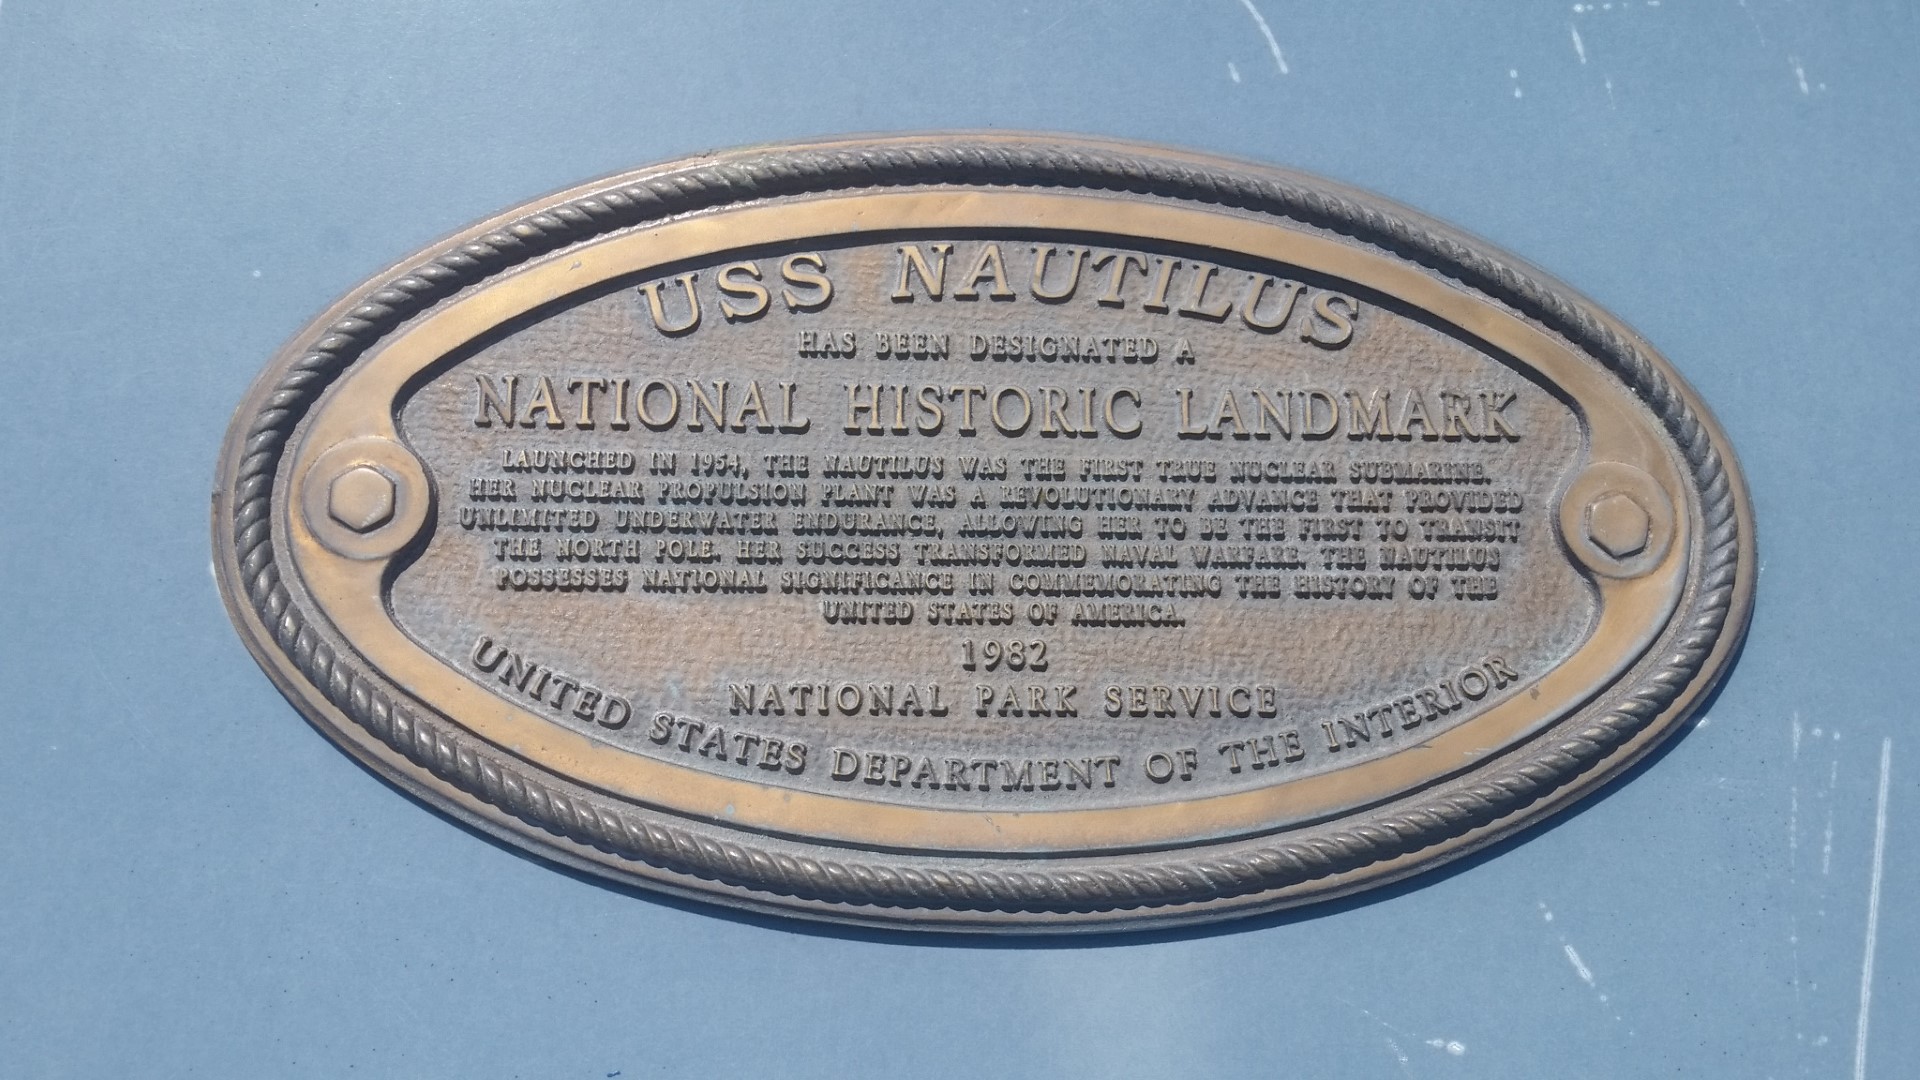 USS NAUTILUS
HAS BEEN DESIGNATED A
NATIONAL HISTORIC LANDMARK
LAUNCHED IN 1954, THE NAUTILUS WAS THE FIRST TRUE NUCLEAR SUBMARINE.
HER NUCLEAR PROPULSION PLANT WAS A REVOLUTIONARY ADVANCE THAT PROVIDED
UNLIMITED UNDERWATER ENDURANCE, ALLOWING HER TO BE THE FIRST TO TRANSIT
THE NORTH POLE. HER SUCCESS TRANSFORMED NAVAL WARFARE. THE NAUTILUS
POSSESSES NATIONAL SIGNIFICANCE IN COMMEMORATING THE HISTORY OF THE
UNITED STATES OF AMERICA.
1982
NATIONAL PARK SERVICE
UNITED STATES DEPARTMENT OF THE INTERIOR